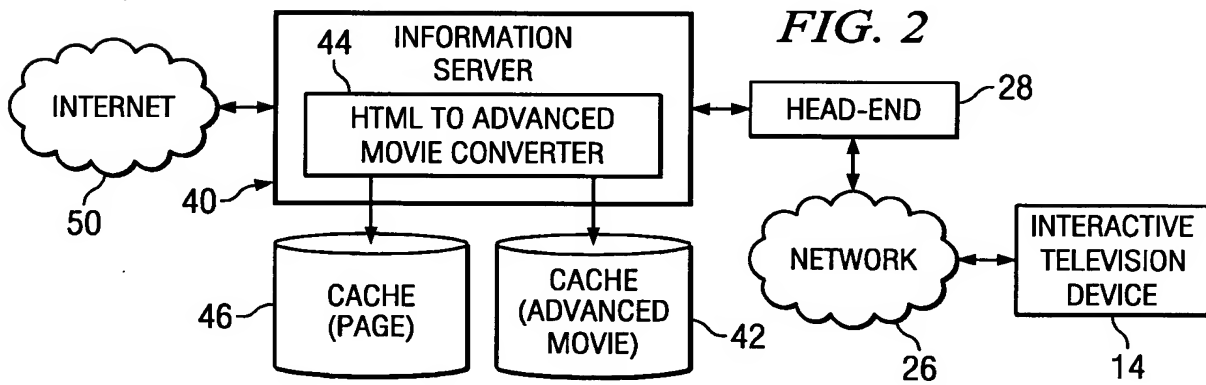 FIG. 2
44
INFORMATION
SERVER
INTERNET
HTML TO ADVANCED
MOVIE CONVERTER
HEAD-END
28
50
40
46
CACHE
(PAGE)
CACHE
(ADVANCED
MOVIE)
42
NETWORK
26
INTERACTIVE
TELEVISION
DEVICE
14